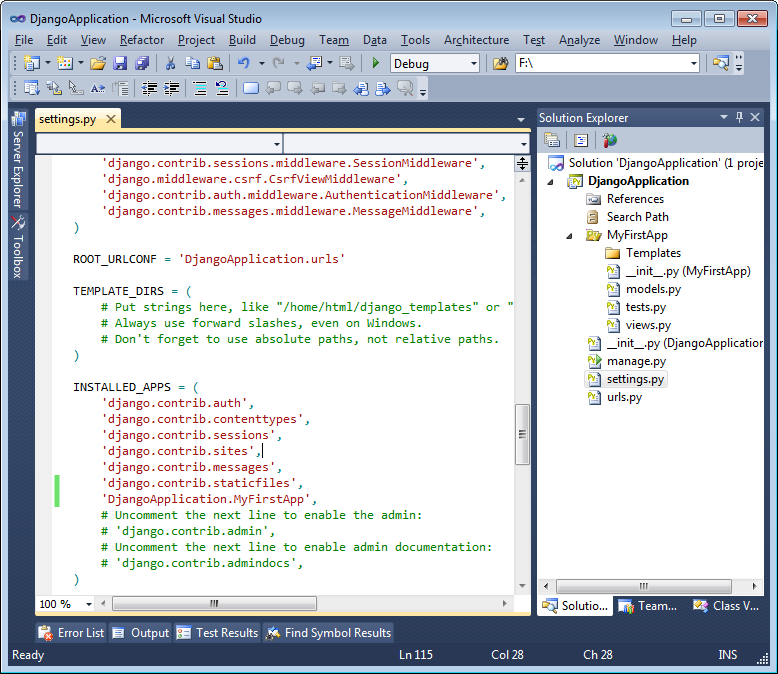 DjangoApplication - Microsoft Visual Studio
File Edit View Refactor Project Build Debug Team Data Tools Architecture Test Analyze Window Help
Debug F:\
settings.py
Server Explorer
Toolbox
'django.contrib.sessions.middleware.SessionMiddleware',
'django.middleware.csrf.CsrfViewMiddleware',
'django.contrib.auth.middleware.AuthenticationMiddleware',
'django.contrib.messages.middleware.MessageMiddleware',
)
ROOT_URLCONF = 'DjangoApplication.urls'
TEMPLATE_DIRS = (
# Put strings here, like "/home/html/django_templates" or "
# Always use forward slashes, even on Windows.
# Don't forget to use absolute paths, not relative paths.
)
INSTALLED_APPS = (
'django.contrib.auth',
'django.contrib.contenttypes',
'django.contrib.sessions',
'django.contrib.sites',
'django.contrib.messages',
'django.contrib.staticfiles',
'DjangoApplication.MyFirstApp',
# Uncomment the next line to enable the admin:
# 'django.contrib.admin',
# Uncomment the next line to enable admin documentation:
# 'django.contrib.admindocs',
)
100 %
Solution Explorer
Solution 'DjangoApplication' (1 proje
DjangoApplication
References
Search Path
MyFirstApp
Templates
__init__.py (MyFirstApp)
models.py
tests.py
views.py
__init__.py (DjangoApplication
manage.py
settings.py
urls.py
Solutio... Team... Class V...
Error List Output Test Results Find Symbol Results
Ready Ln 115 Col 28 Ch 28 INS